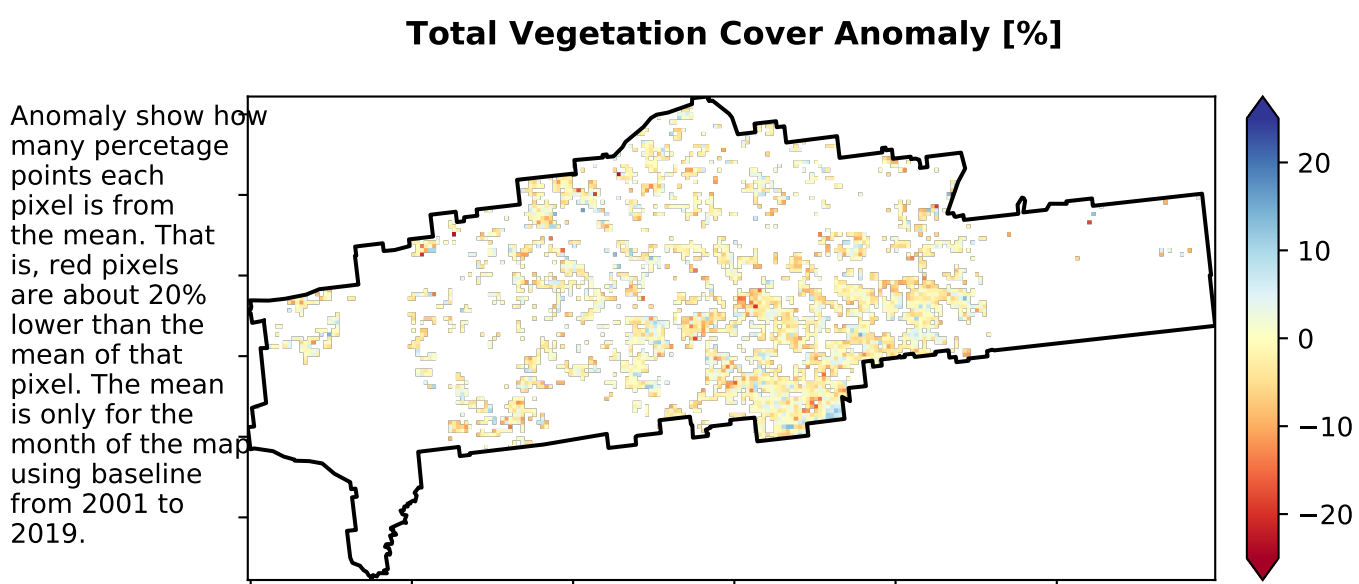 Total Vegetation Cover Anomaly [%]
Anomaly show how
many percetage
points each
pixel is from
the mean. That
is, red pixels
are about 20%
lower than the
mean of that
pixel. The mean
is only for the
month of the map
using baseline
from 2001 to
2019.
20
10
0
−10
−20